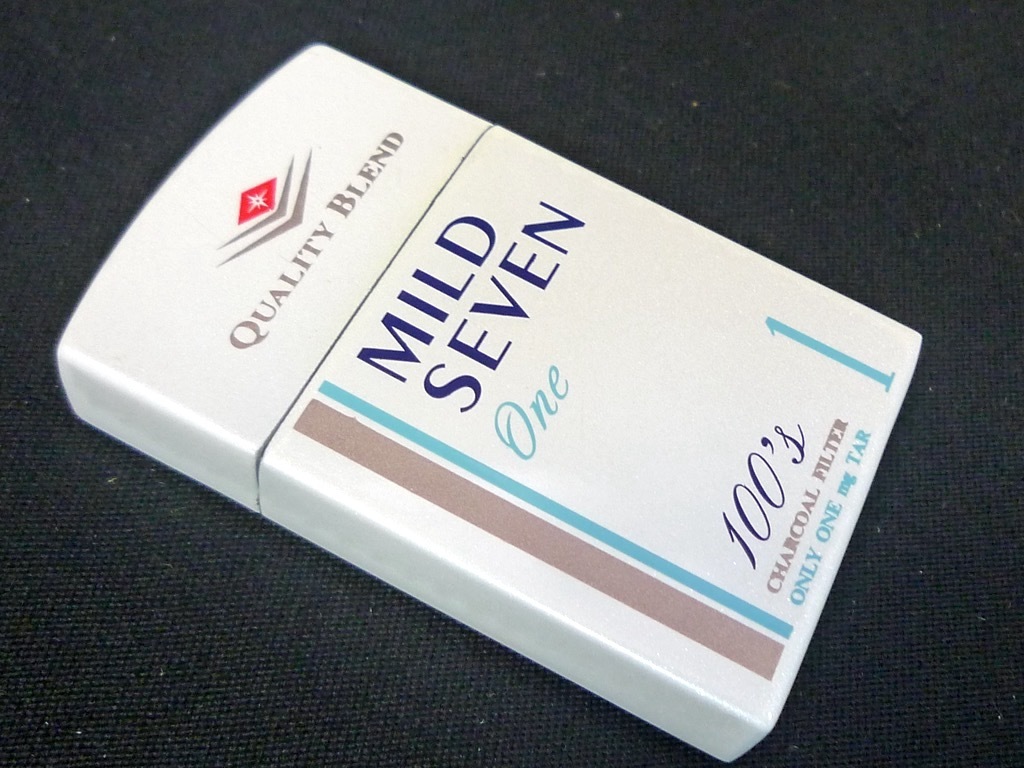 QUALITY BLEND
MILD
SEVEN
One
1
100's
CHARCOAL FILTER
ONLY ONE mg TAR